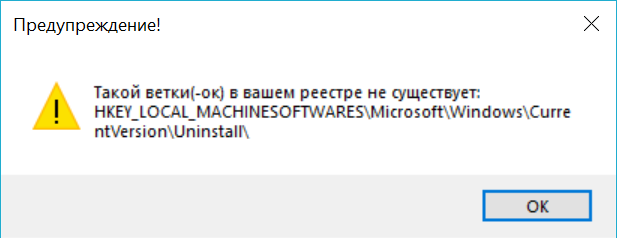 Предупреждение!
Такой ветки(-ок) в вашем реестре не существует:
HKEY_LOCAL_MACHINESOFTWARES\Microsoft\Windows\Curre
ntVersion\Uninstall\
OK